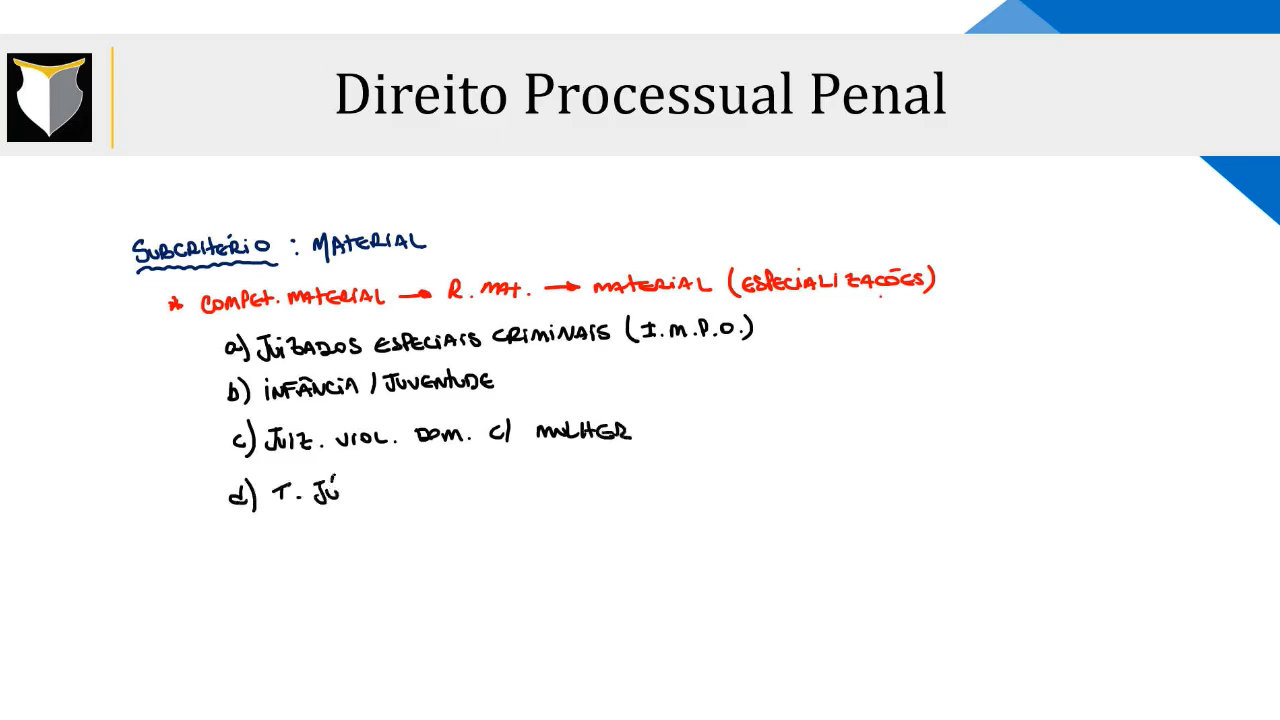 Direito Processual Penal
SUBCRITÉRIO : MATERIAL
* COMPET. MATERIAL → R. MAT. → MATERIAL (ESPECIALIZAÇÕES)
a) JUIZADOS ESPECIAIS CRIMINAIS (I.M.P.O.)
b) INFÂNCIA / JUVENTUDE
c) JUIZ. VIOL. DOM. C/ MULHER
d) T. JÚ